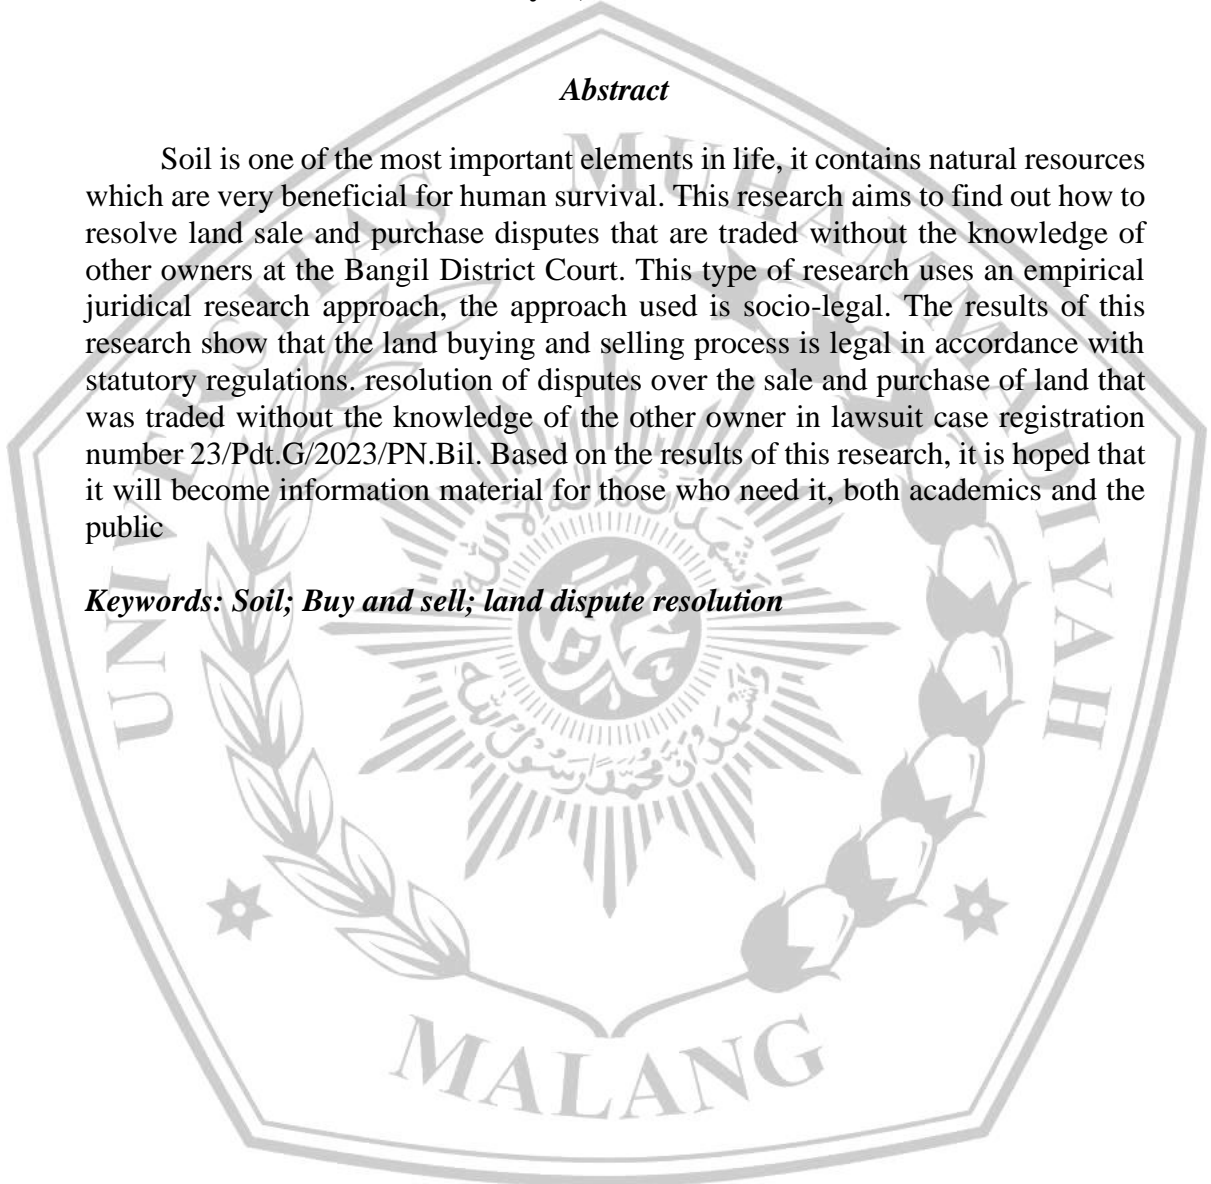 Abstract
Soil is one of the most important elements in life, it contains natural resources
which are very beneficial for human survival. This research aims to find out how to
resolve land sale and purchase disputes that are traded without the knowledge of
other owners at the Bangil District Court. This type of research uses an empirical
juridical research approach, the approach used is socio-legal. The results of this
research show that the land buying and selling process is legal in accordance with
statutory regulations. resolution of disputes over the sale and purchase of land that
was traded without the knowledge of the other owner in lawsuit case registration
number 23/Pdt.G/2023/PN.Bil. Based on the results of this research, it is hoped that
it will become information material for those who need it, both academics and the
public
Keywords: Soil; Buy and sell; land dispute resolution
UNIVERSITAS MUHAMMADIYAH
MALANG